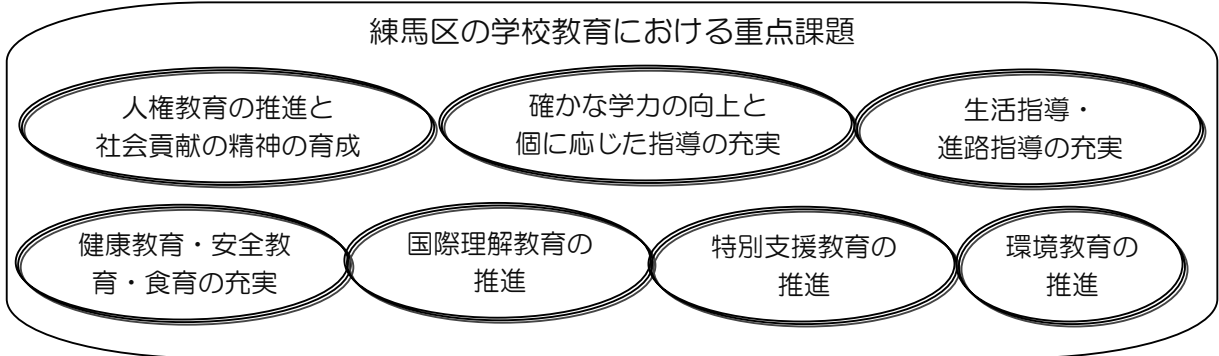 練馬区の学校教育における重点課題
人権教育の推進と
社会貢献の精神の育成
確かな学力の向上と
個に応じた指導の充実
生活指導・
進路指導の充実
健康教育・安全教
育・食育の充実
国際理解教育の
推進
特別支援教育の
推進
環境教育の
推進